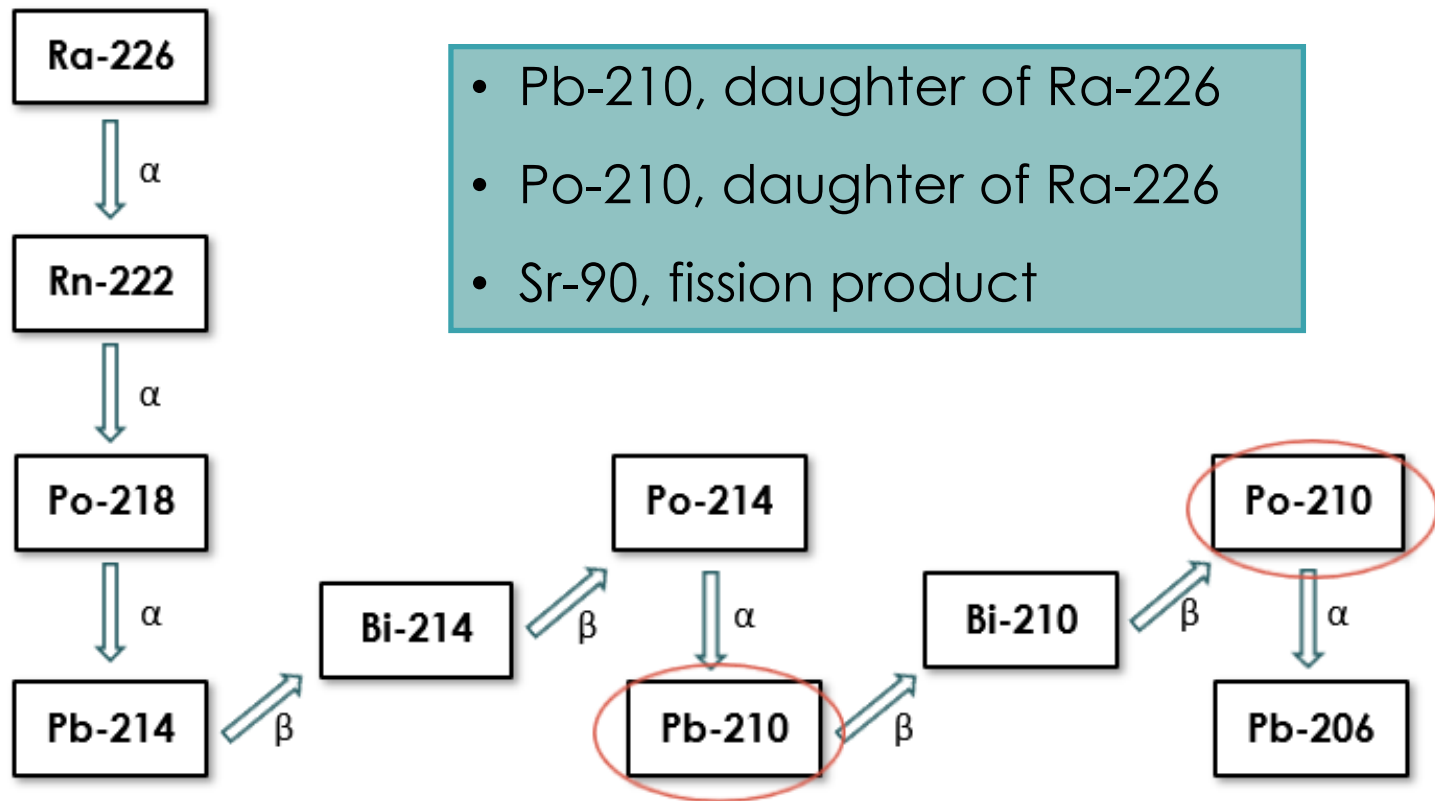 Ra-226
• Pb-210, daughter of Ra-226
α
• Po-210, daughter of Ra-226
Rn-222
• Sr-90, fission product
α
Po-218
Po-214
Po-210
α
Bi-214
β
α
Bi-210
β
α
Pb-214
β
Pb-210
β
Pb-206